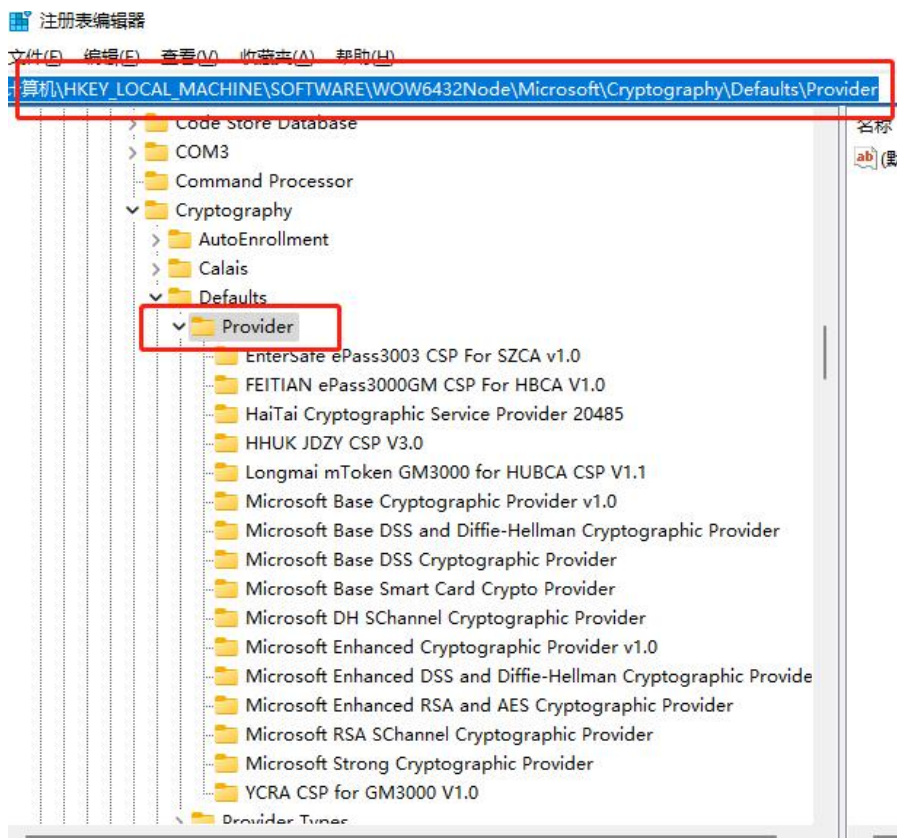 注册表编辑器
文件(F) 编辑(E) 查看(V) 收藏夹(A) 帮助(H)
计算机\HKEY_LOCAL_MACHINE\SOFTWARE\WOW6432Node\Microsoft\Cryptography\Defaults\Provider
Code Store Database
名称
COM3
ab (默
Command Processor
Cryptography
AutoEnrollment
Calais
Defaults
Provider
EnterSafe ePass3003 CSP For SZCA v1.0
FEITIAN ePass3000GM CSP For HBCA V1.0
HaiTai Cryptographic Service Provider 20485
HHUK JDZY CSP V3.0
Longmai mToken GM3000 for HUBCA CSP V1.1
Microsoft Base Cryptographic Provider v1.0
Microsoft Base DSS and Diffie-Hellman Cryptographic Provider
Microsoft Base DSS Cryptographic Provider
Microsoft Base Smart Card Crypto Provider
Microsoft DH SChannel Cryptographic Provider
Microsoft Enhanced Cryptographic Provider v1.0
Microsoft Enhanced DSS and Diffie-Hellman Cryptographic Provide
Microsoft Enhanced RSA and AES Cryptographic Provider
Microsoft RSA SChannel Cryptographic Provider
Microsoft Strong Cryptographic Provider
YCRA CSP for GM3000 V1.0
Provider Types